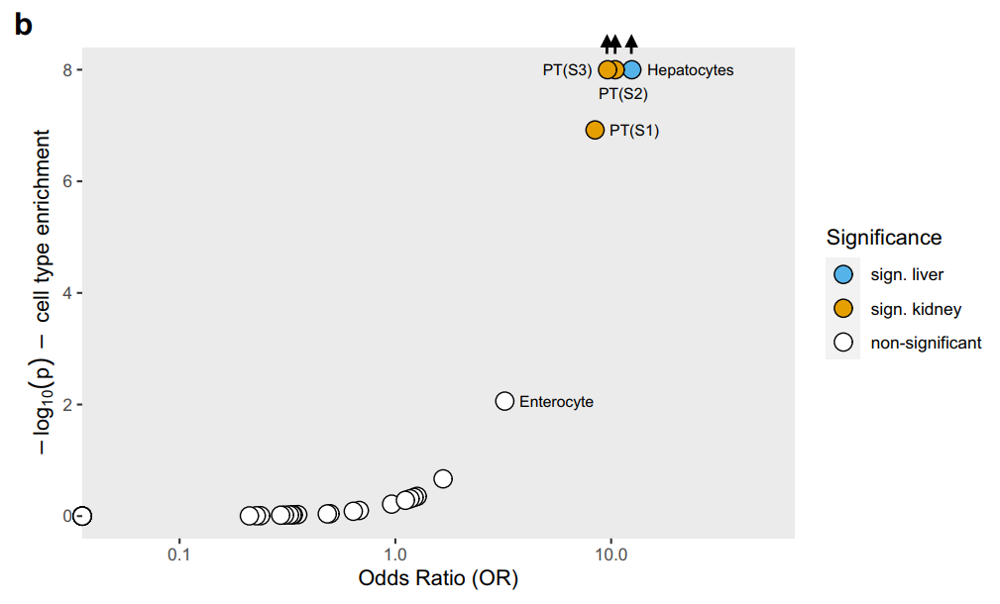 b
8
6
4
2
0
−log10(p) − cell type enrichment
PT(S3)
Hepatocytes
PT(S2)
PT(S1)
Enterocyte
0.1
1.0
10.0
Odds Ratio (OR)
Significance
sign. liver
sign. kidney
non-significant